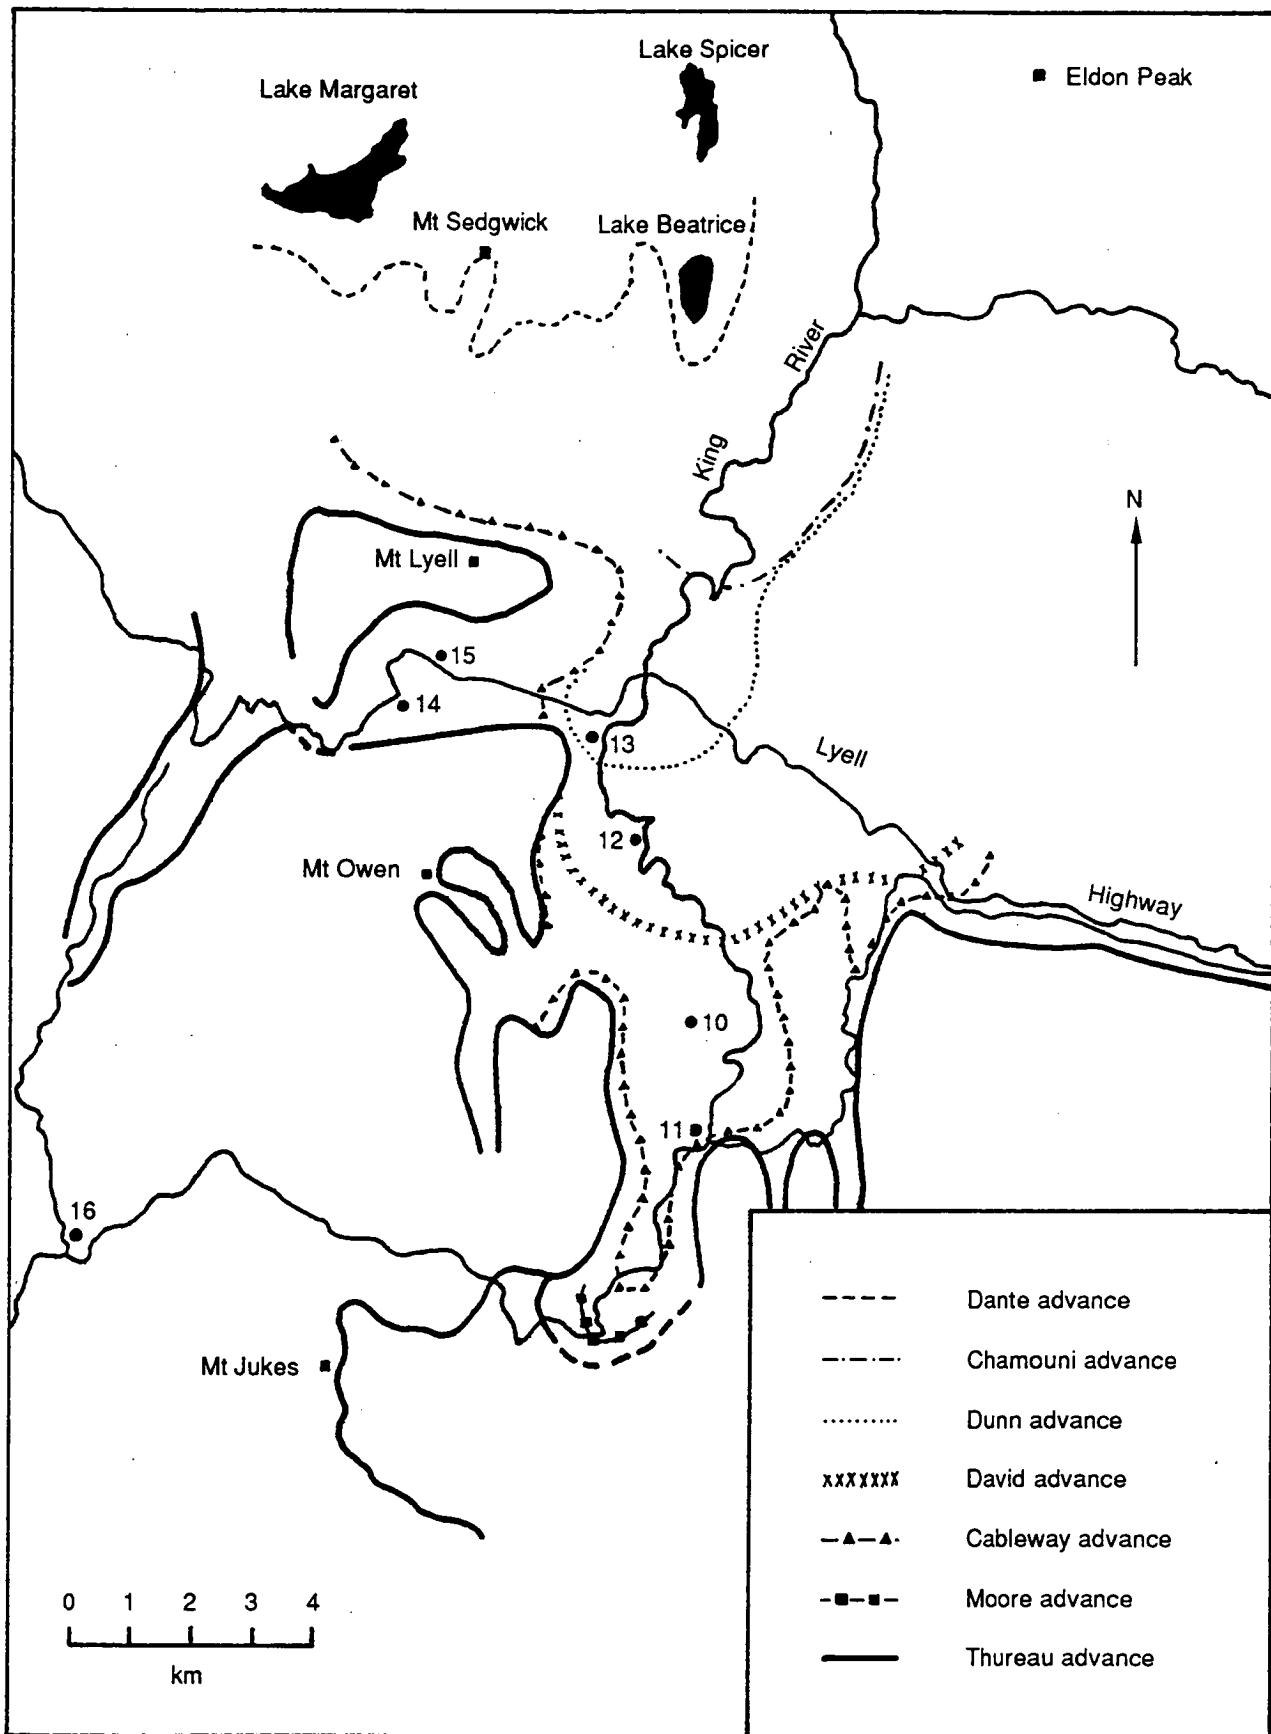 Lake Spicer
Eldon Peak
Lake Margaret
Mt Sedgwick
Lake Beatrice
River
King
N
Mt Lyell
15
14
13
Lyell
12
Mt Owen
Highway
10
11
16
Mt Jukes
Dante advance
Chamouni advance
Dunn advance
David advance
Cableway advance
Moore advance
Thureau advance
0 1 2 3 4
km